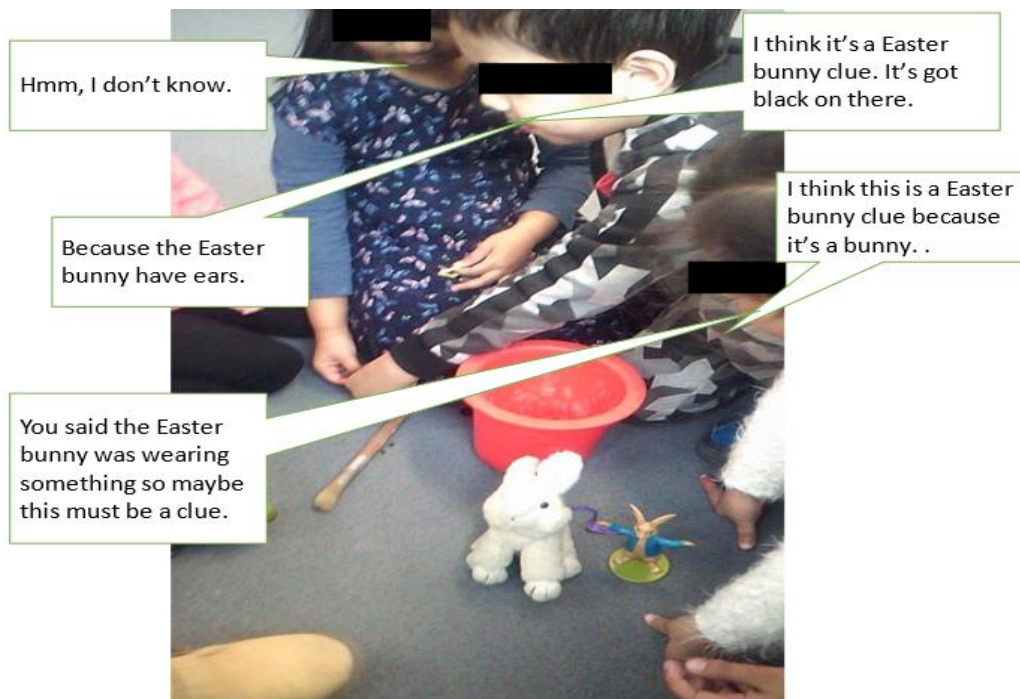 Hmm, I don’t know.
I think it’s a Easter
bunny clue. It’s got
black on there.
Because the Easter
bunny have ears.
I think this is a Easter
bunny clue because
it’s a bunny. .
You said the Easter
bunny was wearing
something so maybe
this must be a clue.